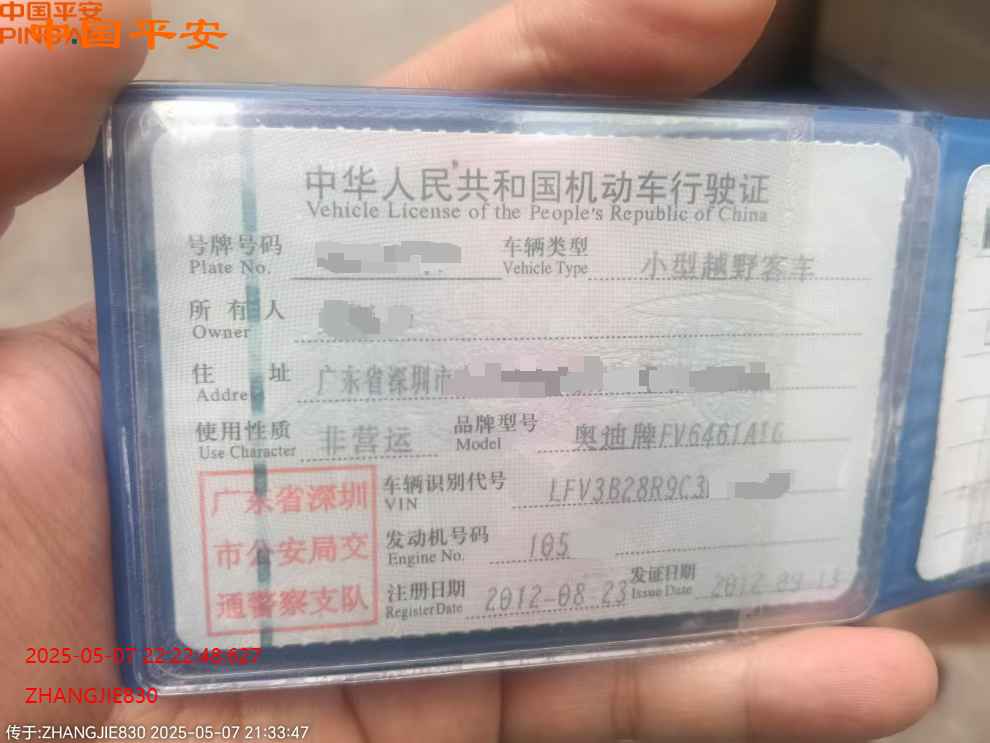 中国平安
PINGAN
中国平安
中华人民共和国机动车行驶证
Vehicle License of the People's Republic of China
号牌号码 车辆类型 小型越野客车
Plate No. Vehicle Type
所有人
Owner
住址 广东省深圳市
Address
使用性质 非营运 品牌型号 奥迪牌FV6461ATG
Use Character Model
广东省深圳
市公安局交
通警察支队
车辆识别代号 LFV3B28R9C3
VIN
发动机号码 105
Engine No.
注册日期 2012-08-23 发证日期 2012-09-13
Register Date Issue Date
2025-05-07 22:22:48:627
ZHANGJIE830
传于:ZHANGJIE830 2025-05-07 21:33:47